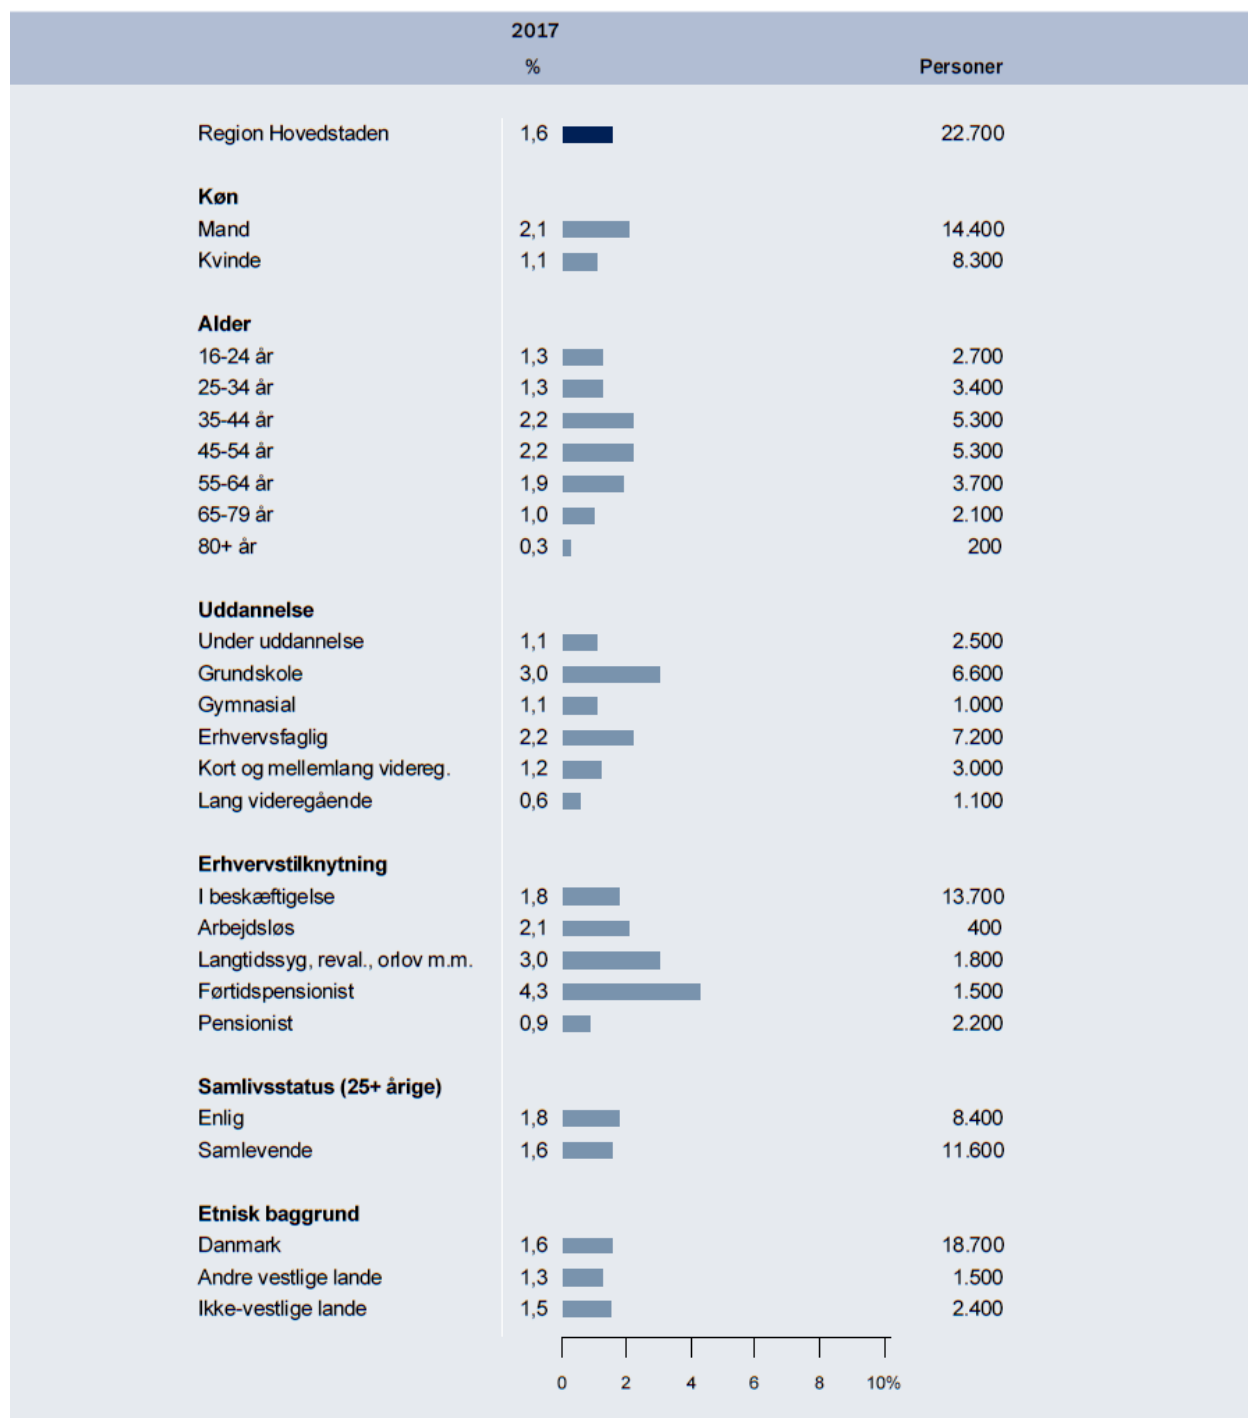 2017
% Personer
Region Hovedstaden 1,6 22.700
Køn
Mand 2,1 14.400
Kvinde 1,1 8.300
Alder
16-24 år 1,3 2.700
25-34 år 1,3 3.400
35-44 år 2,2 5.300
45-54 år 2,2 5.300
55-64 år 1,9 3.700
65-79 år 1,0 2.100
80+ år 0,3 200
Uddannelse
Under uddannelse 1,1 2.500
Grundskole 3,0 6.600
Gymnasial 1,1 1.000
Erhvervsfaglig 2,2 7.200
Kort og mellemlang videreg. 1,2 3.000
Lang videregående 0,6 1.100
Erhvervstilknytning
I beskæftigelse 1,8 13.700
Arbejdsløs 2,1 400
Langtidssyg, reval., orlov m.m. 3,0 1.800
Førtidspensionist 4,3 1.500
Pensionist 0,9 2.200
Samlivsstatus (25+ årige)
Enlig 1,8 8.400
Samlevende 1,6 11.600
Etnisk baggrund
Danmark 1,6 18.700
Andre vestlige lande 1,3 1.500
Ikke-vestlige lande 1,5 2.400
0 2 4 6 8 10%